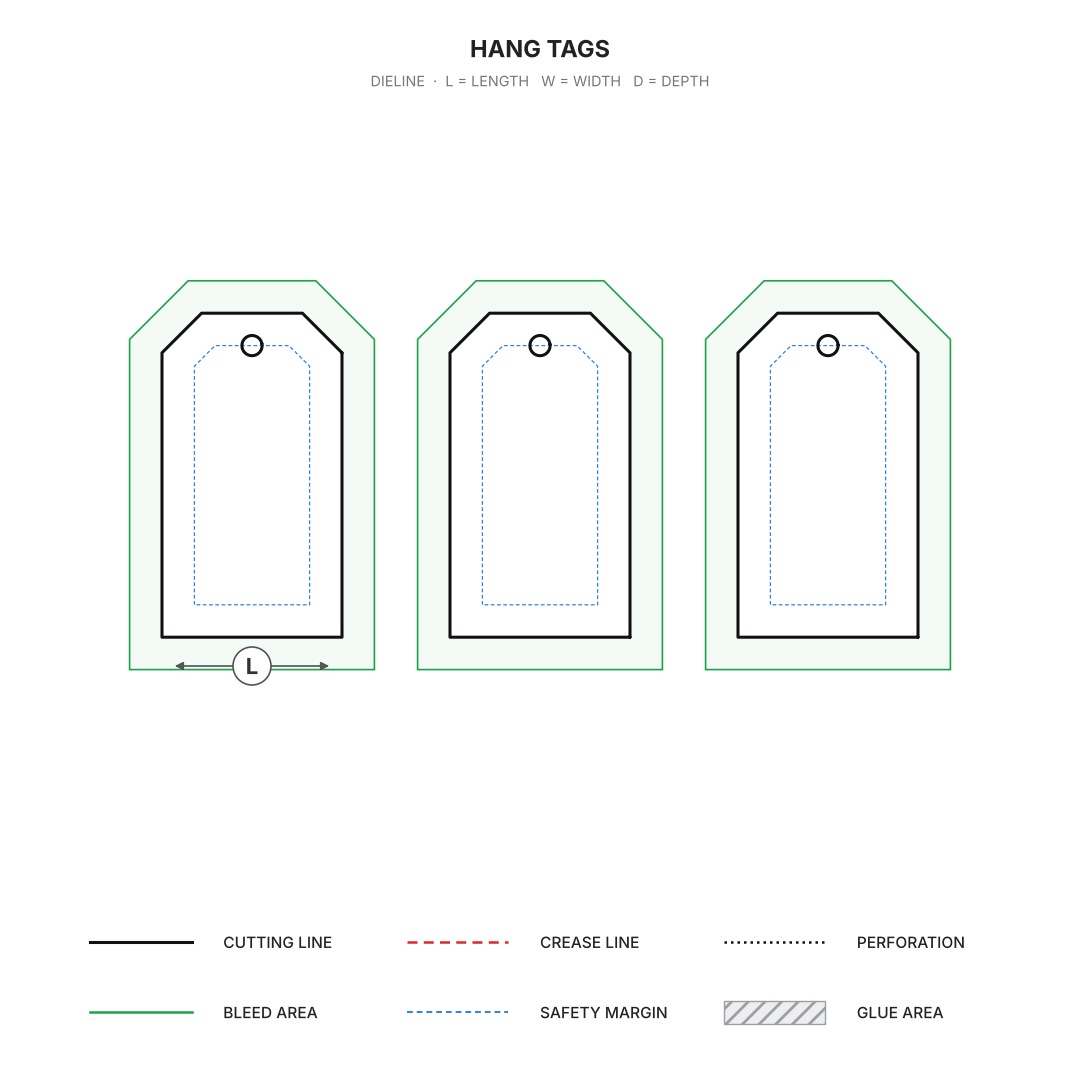 HANG TAGS
DIELINE · L = LENGTH W = WIDTH D = DEPTH
L
CUTTING LINE
CREASE LINE
PERFORATION
BLEED AREA
SAFETY MARGIN
GLUE AREA